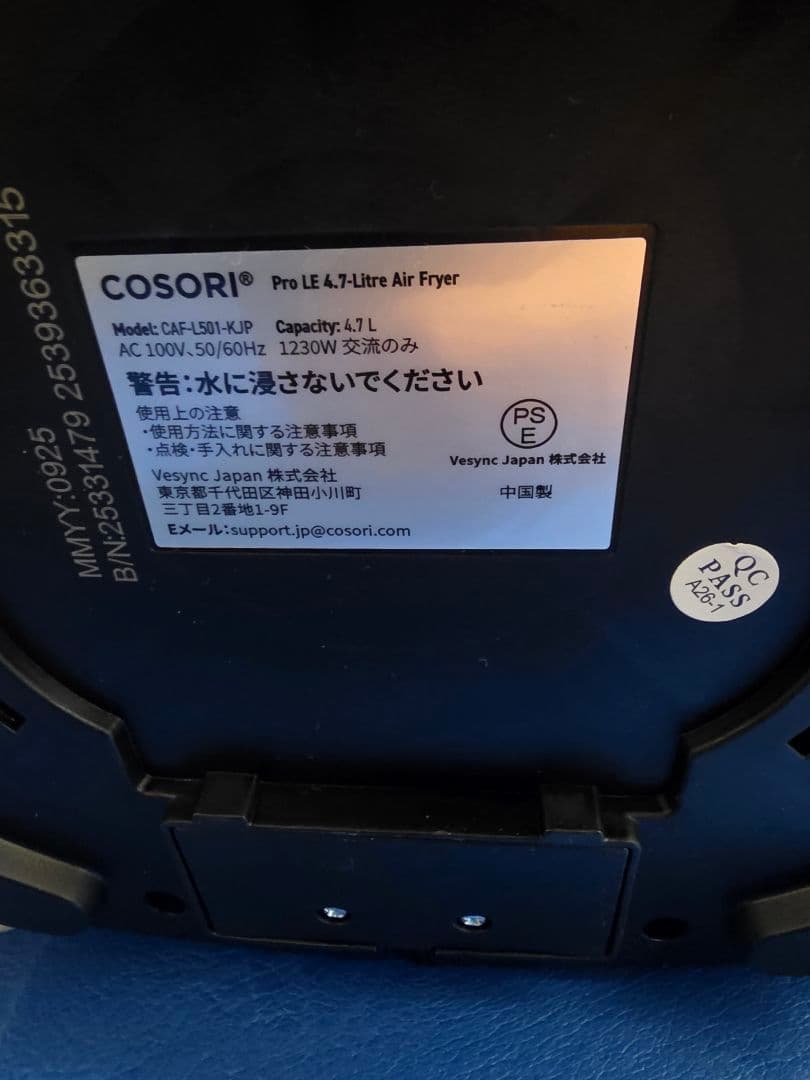 COSORI® Pro LE 4.7-Litre Air Fryer
Model: CAF-L501-KJP Capacity: 4.7 L
AC 100V、50/60Hz 1230W 交流のみ
警告：水に浸さないでください
使用上の注意
・使用方法に関する注意事項
・点検・手入れに関する注意事項
Vesync Japan 株式会社
東京都千代田区神田小川町
三丁目2番地1-9F
Eメール：support.jp@cosori.com
PS
E
Vesync Japan 株式会社
中国製
MMYY:0925
B/N:25331479 2539363315
QC
PASS
A26-1